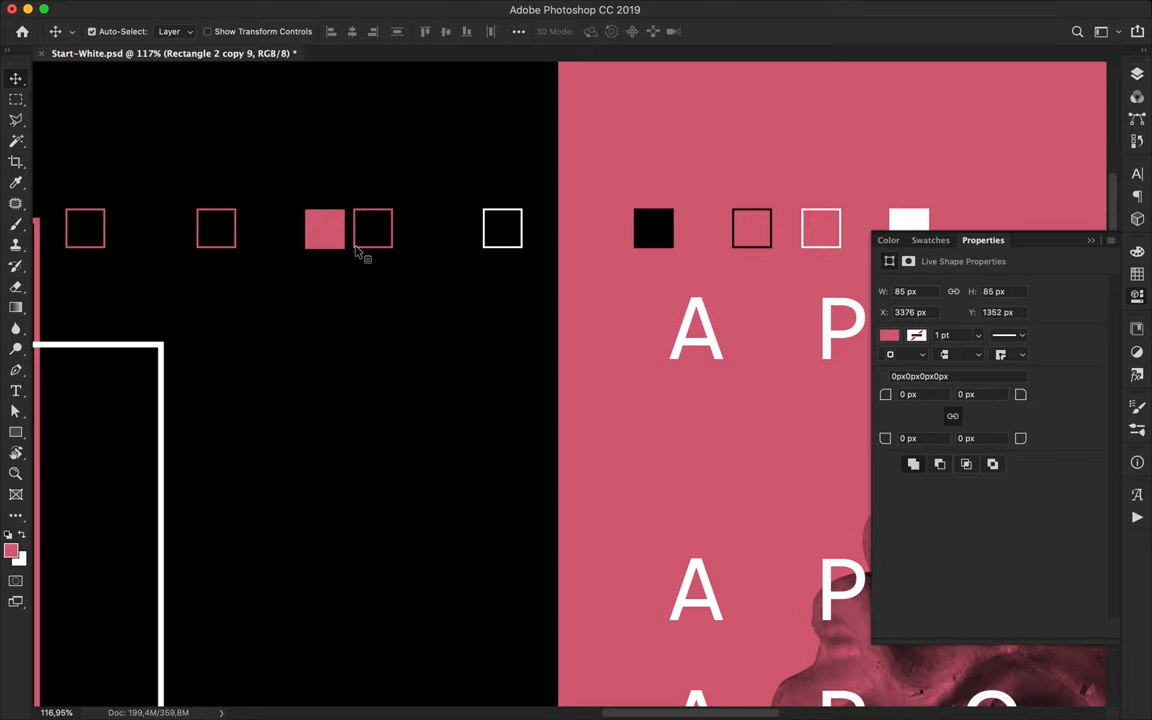 Adobe Photoshop CC 2019
Auto-Select: Layer Show Transform Controls 3D Mode:
Start-White.psd @ 117% (Rectangle 2 copy 9, RGB/8) *
Color Swatches Properties
Live Shape Properties
W: 85 px H: 85 px
X: 3376 px Y: 1352 px
1 pt
0px0px0px0px
0 px 0 px
0 px 0 px
A P
A P
A P O
116,95% Doc: 199,4M/359,8M